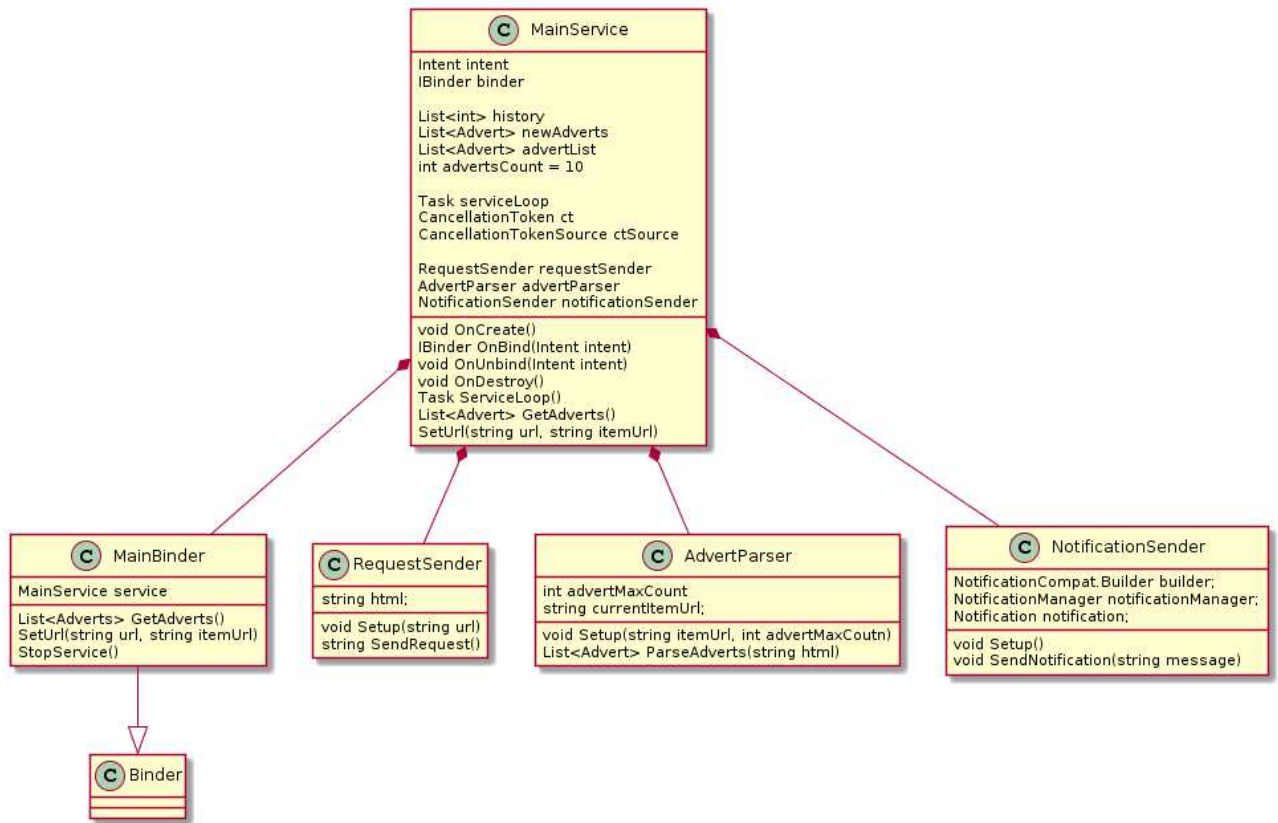 C MainService
Intent intent
IBinder binder
List<int> history
List<Advert> newAdverts
List<Advert> advertList
int advertsCount = 10
Task serviceLoop
CancellationToken ct
CancellationTokenSource ctSource
RequestSender requestSender
AdvertParser advertParser
NotificationSender notificationSender
void OnCreate()
IBinder OnBind(Intent intent)
void OnUnbind(Intent intent)
void OnDestroy()
Task ServiceLoop()
List<Advert> GetAdverts()
SetUrl(string url, string itemUrl)
C MainBinder
MainService service
List<Adverts> GetAdverts()
SetUrl(string url, string itemUrl)
StopService()
C RequestSender
string html;
void Setup(string url)
string SendRequest()
C AdvertParser
int advertMaxCount
string currentItemUrl;
void Setup(string itemUrl, int advertMaxCoutn)
List<Advert> ParseAdverts(string html)
C NotificationSender
NotificationCompat.Builder builder;
NotificationManager notificationManager;
Notification notification;
void Setup()
void SendNotification(string message)
C Binder